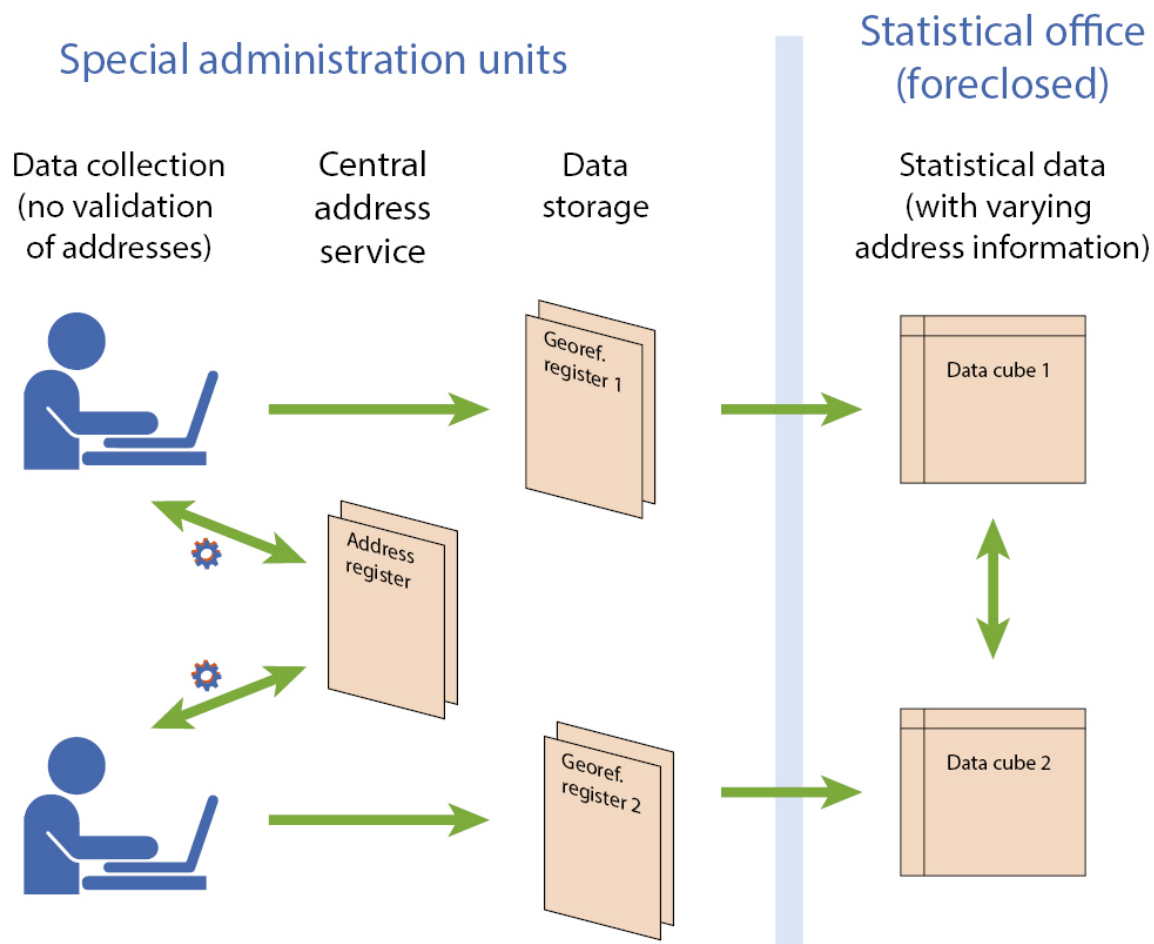 Special administration units
Statistical office
(foreclosed)
Data collection
(no validation
of addresses)
Central
address
service
Data
storage
Statistical data
(with varying
address information)
Georef.
register 1
Data cube 1
Address
register
Georef.
register 2
Data cube 2